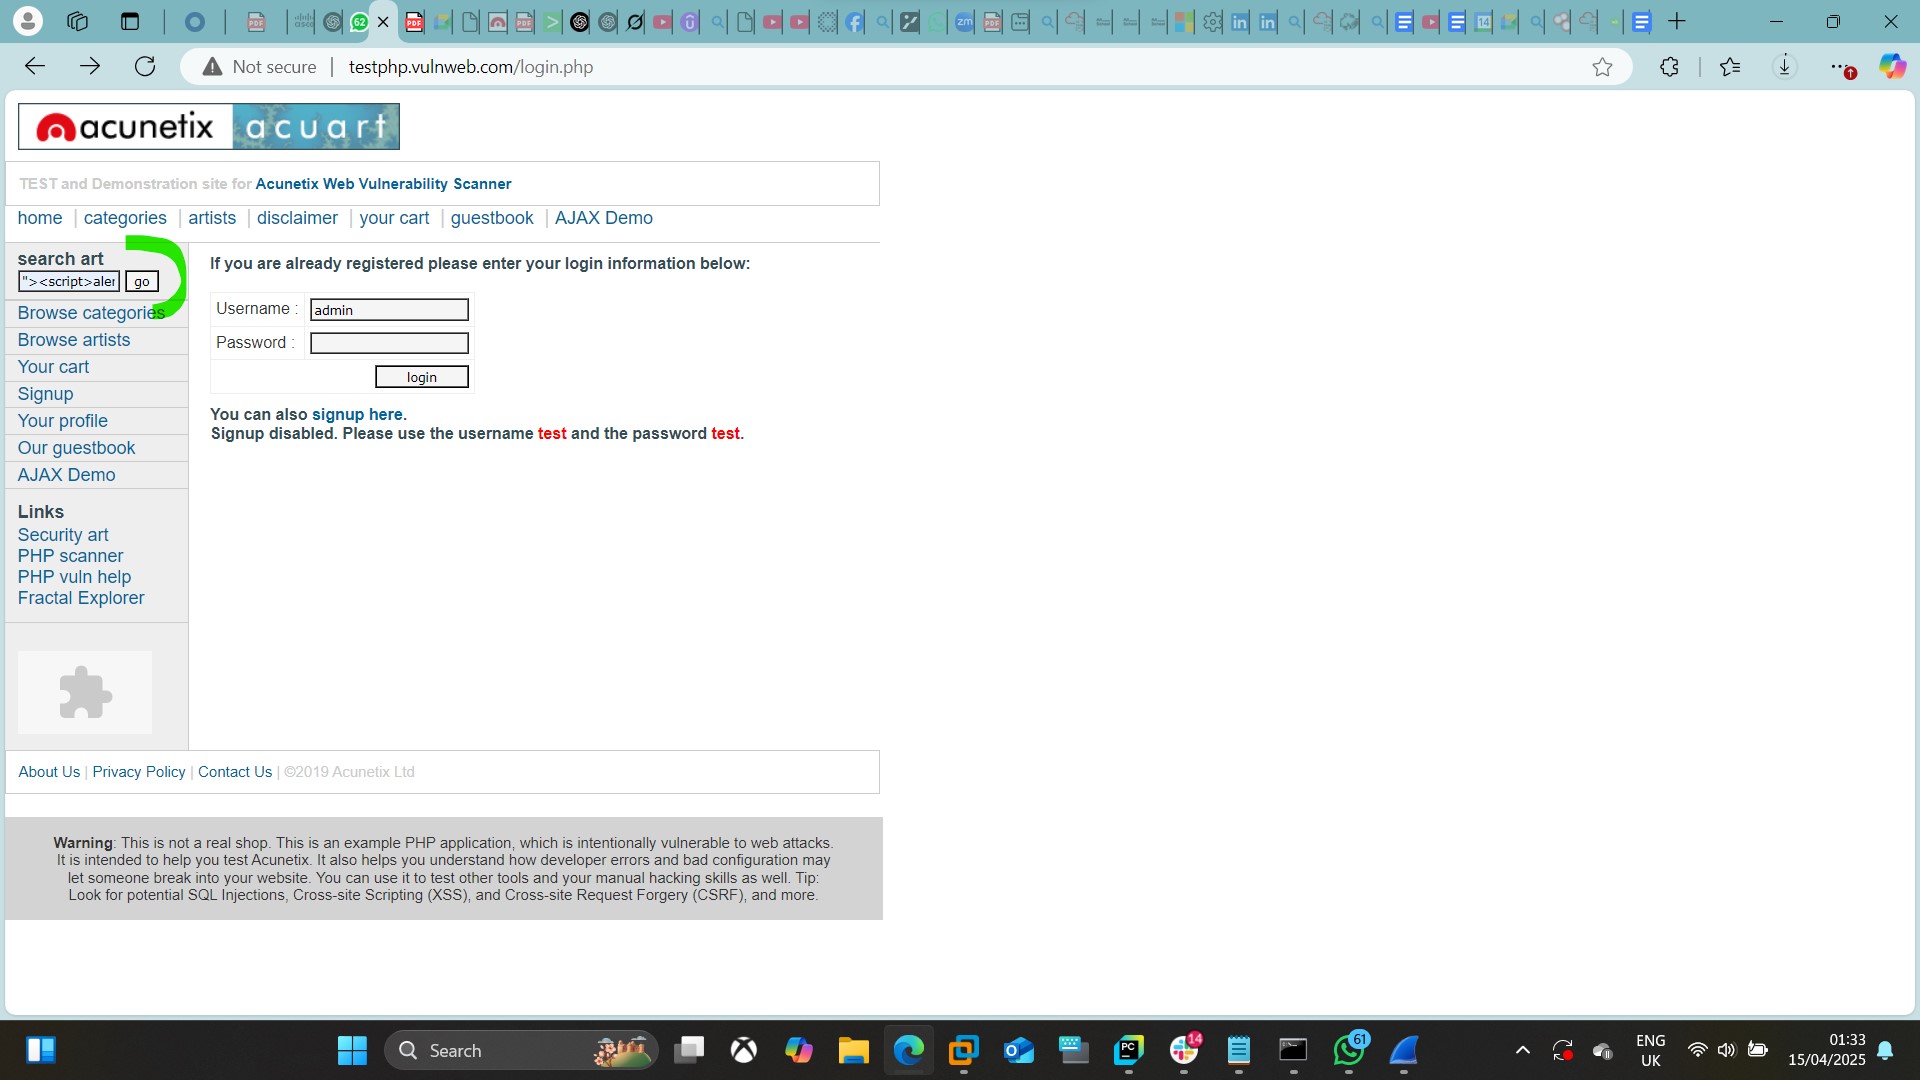 Not secure
testphp.vulnweb.com/login.php
acunetix acuart
TEST and Demonstration site for Acunetix Web Vulnerability Scanner
home | categories | artists | disclaimer | your cart | guestbook | AJAX Demo
search art
"><script>aler go
Browse categories
Browse artists
Your cart
Signup
Your profile
Our guestbook
AJAX Demo
Links
Security art
PHP scanner
PHP vuln help
Fractal Explorer
If you are already registered please enter your login information below:
Username : admin
Password :
login
You can also signup here.
Signup disabled. Please use the username test and the password test.
About Us | Privacy Policy | Contact Us | ©2019 Acunetix Ltd
Warning: This is not a real shop. This is an example PHP application, which is intentionally vulnerable to web attacks.
It is intended to help you test Acunetix. It also helps you understand how developer errors and bad configuration may
let someone break into your website. You can use it to test other tools and your manual hacking skills as well. Tip:
Look for potential SQL Injections, Cross-site Scripting (XSS), and Cross-site Request Forgery (CSRF), and more.
Search
PC
14
61
ENG
UK
01:33
15/04/2025